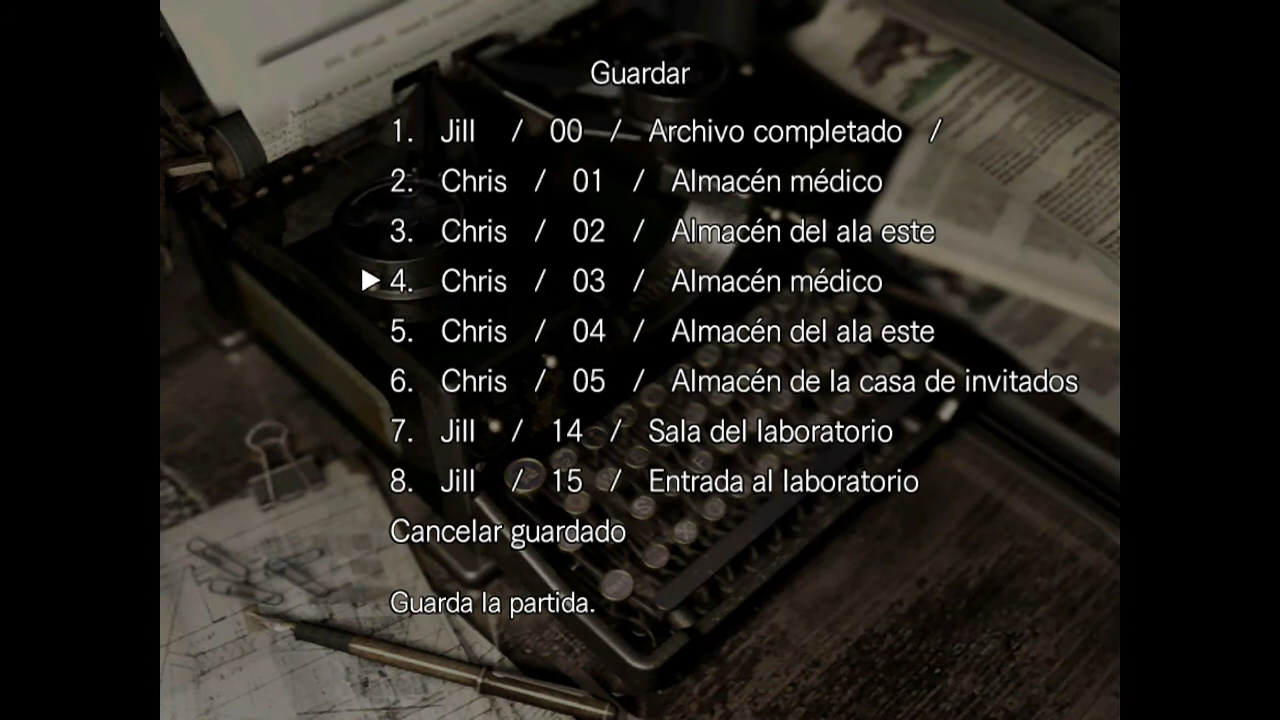 Guardar
1. Jill / 00 / Archivo completado /
2. Chris / 01 / Almacén médico
3. Chris / 02 / Almacén del ala este
4. Chris / 03 / Almacén médico
5. Chris / 04 / Almacén del ala este
6. Chris / 05 / Almacén de la casa de invitados
7. Jill / 14 / Sala del laboratorio
8. Jill / 15 / Entrada al laboratorio
Cancelar guardado
Guarda la partida.